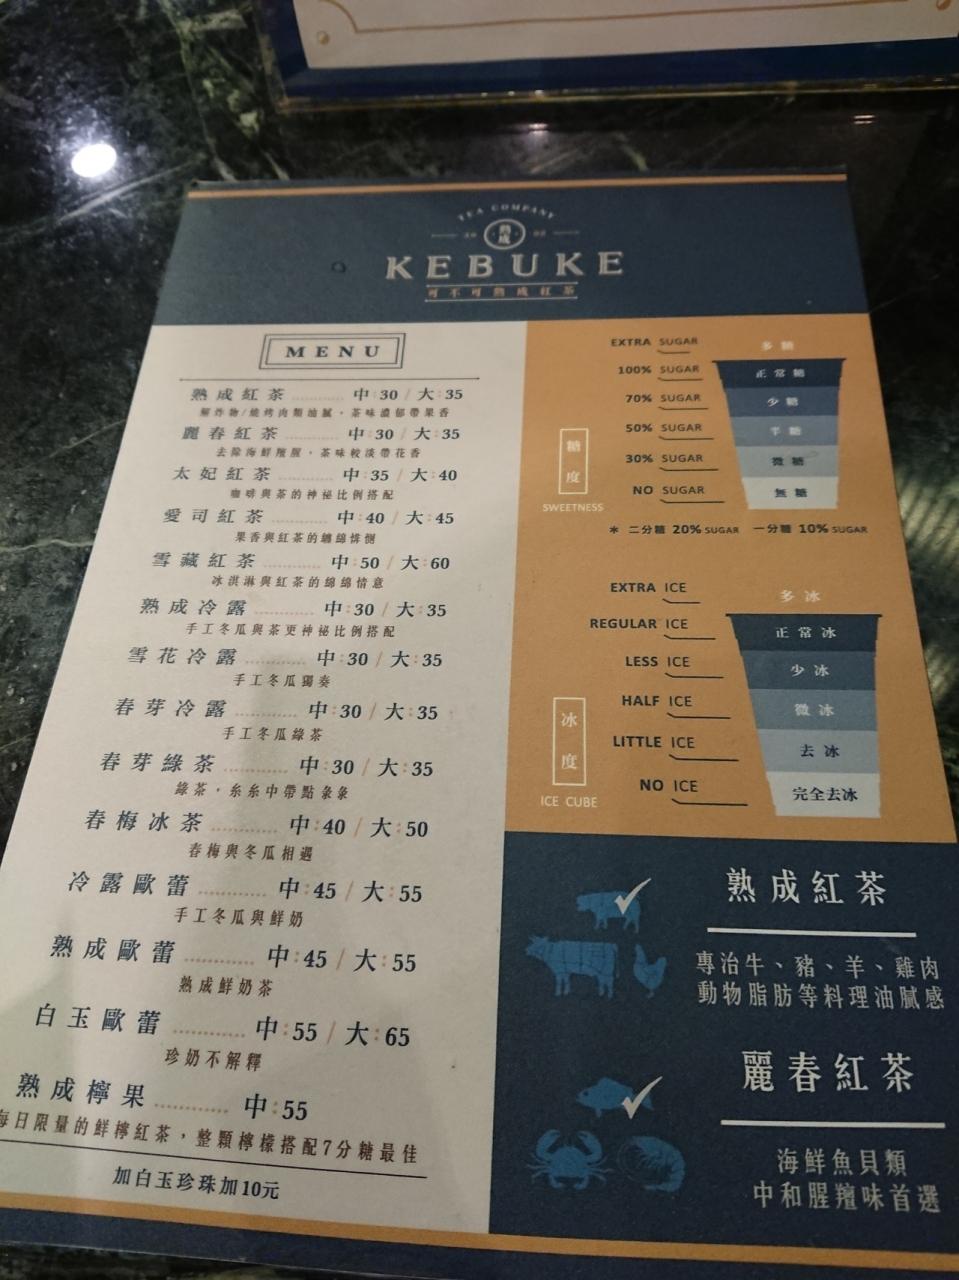 TEA COMPANY
熟成
KEBUKE
可不可熟成紅茶
MENU
熟成紅茶 中:30 / 大:35
解炸物/燒烤肉類油膩,茶味濃郁帶果香
麗春紅茶 中:30 / 大:35
去除海鮮羶腥,茶味較淡帶花香
太妃紅茶 中:35 / 大:40
咖啡與茶的神祕比例搭配
愛司紅茶 中:40 / 大:45
果香與紅茶的纏綿悱惻
雪藏紅茶 中:50 / 大:60
冰淇淋與紅茶的綿綿情意
熟成冷露 中:30 / 大:35
手工冬瓜與茶更神祕比例搭配
雪花冷露 中:30 / 大:35
手工冬瓜獨奏
春芽冷露 中:30 / 大:35
手工冬瓜綠茶
春芽綠茶 中:30 / 大:35
綠茶,糸糸中帶點彖彖
春梅冰茶 中:40 / 大:50
春梅與冬瓜相遇
冷露歐蕾 中:45 / 大:55
手工冬瓜與鮮奶
熟成歐蕾 中:45 / 大:55
熟成鮮奶茶
白玉歐蕾 中:55 / 大:65
珍奶不解釋
熟成檸果 中:55
每日限量的鮮檸紅茶,整顆檸檬搭配7分糖最佳
加白玉珍珠加10元
糖度
SWEETNESS
EXTRA SUGAR 多糖
100% SUGAR 正常糖
70% SUGAR 少糖
50% SUGAR 半糖
30% SUGAR 微糖
NO SUGAR 無糖
* 二分糖 20% SUGAR 一分糖 10% SUGAR
冰度
ICE CUBE
EXTRA ICE 多冰
REGULAR ICE 正常冰
LESS ICE 少冰
HALF ICE 微冰
LITTLE ICE 去冰
NO ICE 完全去冰
熟成紅茶
專治牛、豬、羊、雞肉
動物脂肪等料理油膩感
麗春紅茶
海鮮魚貝類
中和腥羶味首選